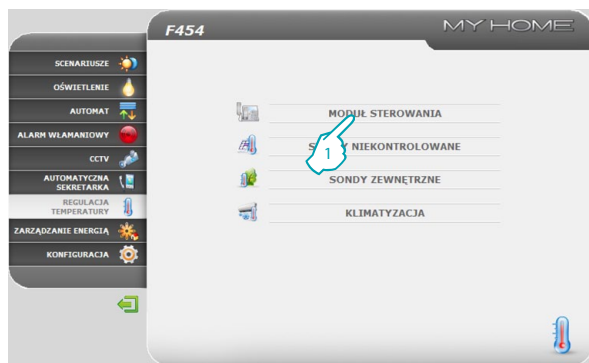 F454
MY HOME
SCENARIUSZE
OŚWIETLENIE
AUTOMAT
ALARM WŁAMANIOWY
CCTV
AUTOMATYCZNA
SEKRETARKA
REGULACJA
TEMPERATURY
ZARZĄDZANIE ENERGIĄ
KONFIGURACJA
MODUŁ STEROWANIA
NIEKONTROLOWANE
1
SONDY ZEWNĘTRZNE
KLIMATYZACJA